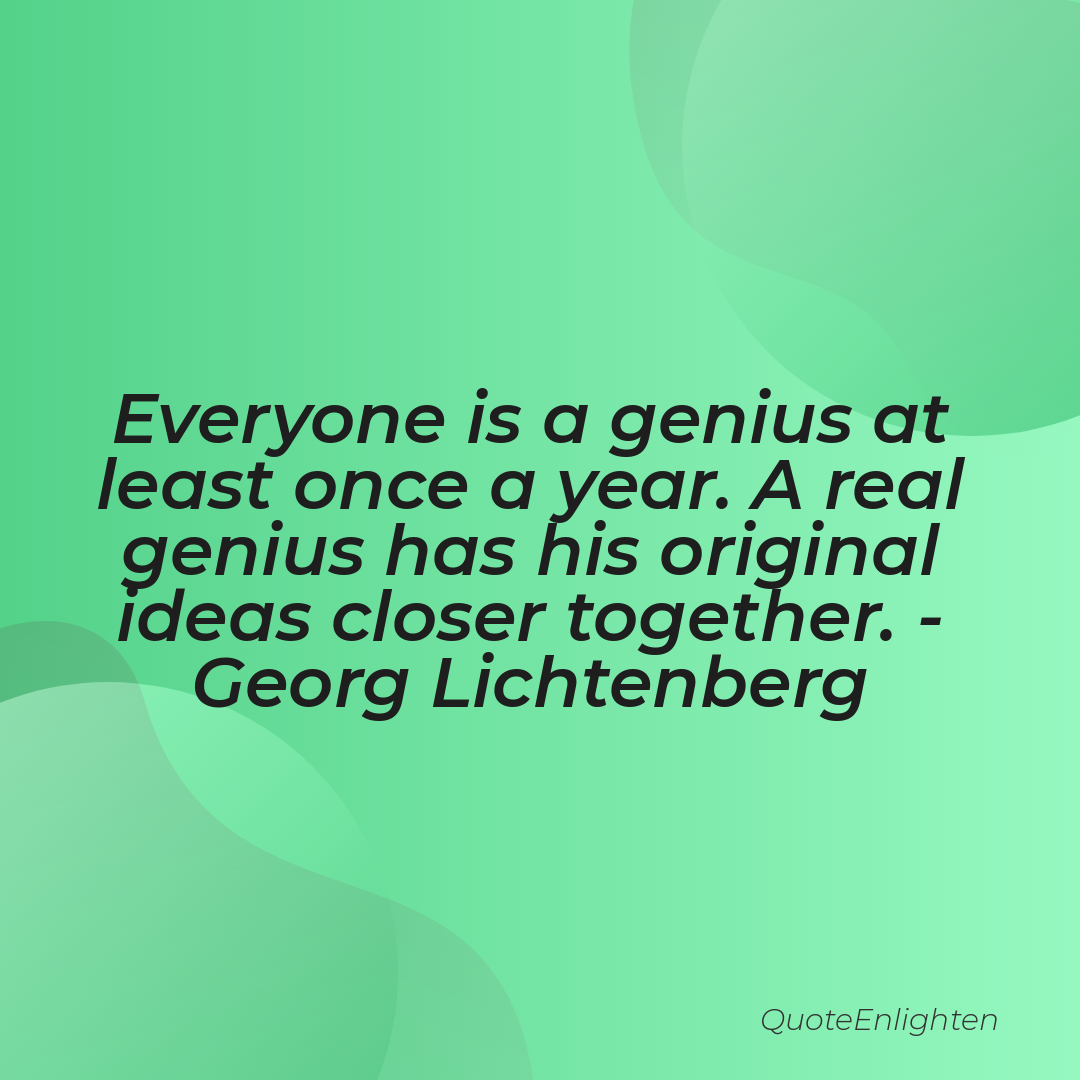 Everyone is a genius at
least once a year. A real
genius has his original
ideas closer together. -
Georg Lichtenberg
QuoteEnlighten